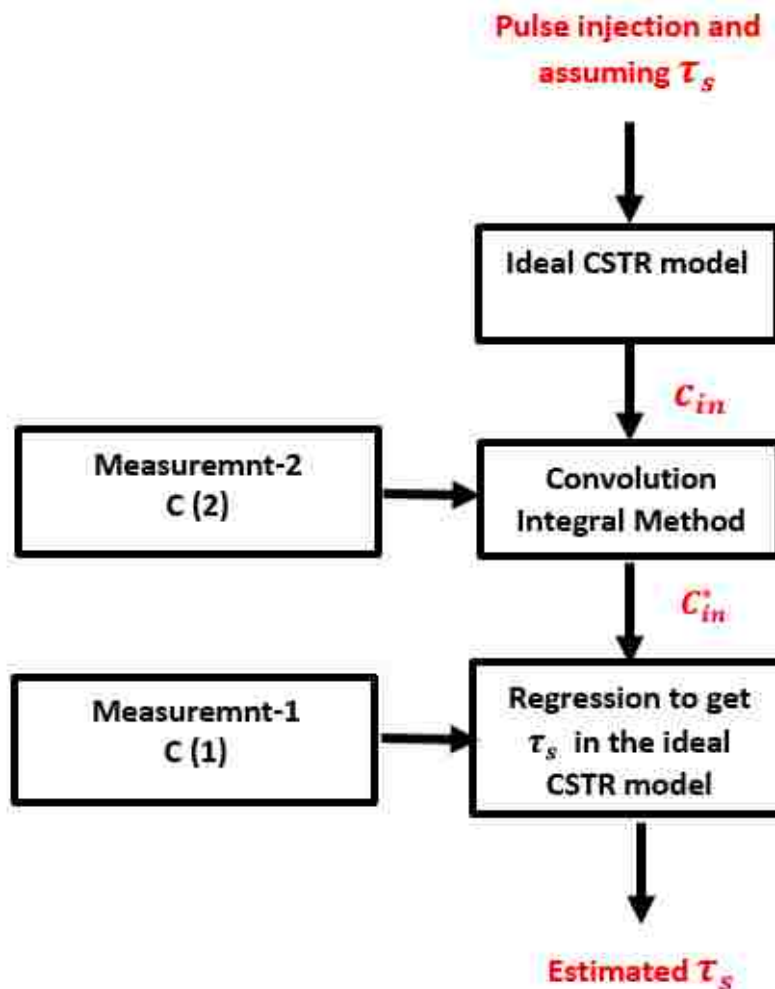 Pulse injection and
assuming τₛ
Ideal CSTR model
Cᵢₙ
Measuremnt-2
C (2)
Convolution
Integral Method
C*ᵢₙ
Measuremnt-1
C (1)
Regression to get
τₛ in the ideal
CSTR model
Estimated τₛ